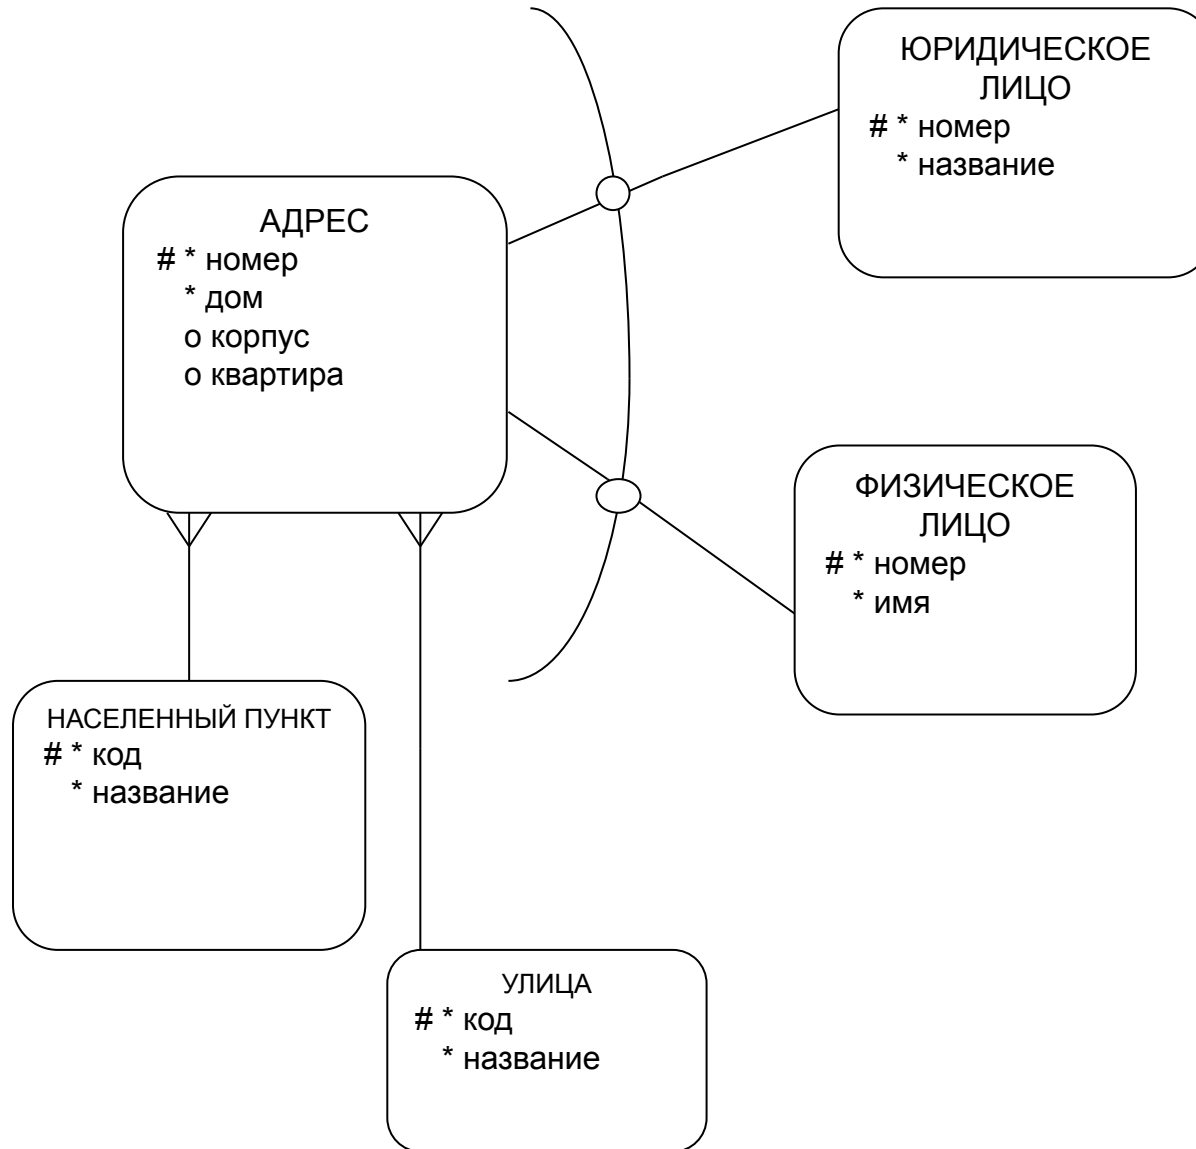 ЮРИДИЧЕСКОЕ
ЛИЦО
# * номер
* название
АДРЕС
# * номер
* дом
о корпус
о квартира
ФИЗИЧЕСКОЕ
ЛИЦО
# * номер
* имя
НАСЕЛЕННЫЙ ПУНКТ
# * код
* название
УЛИЦА
# * код
* название